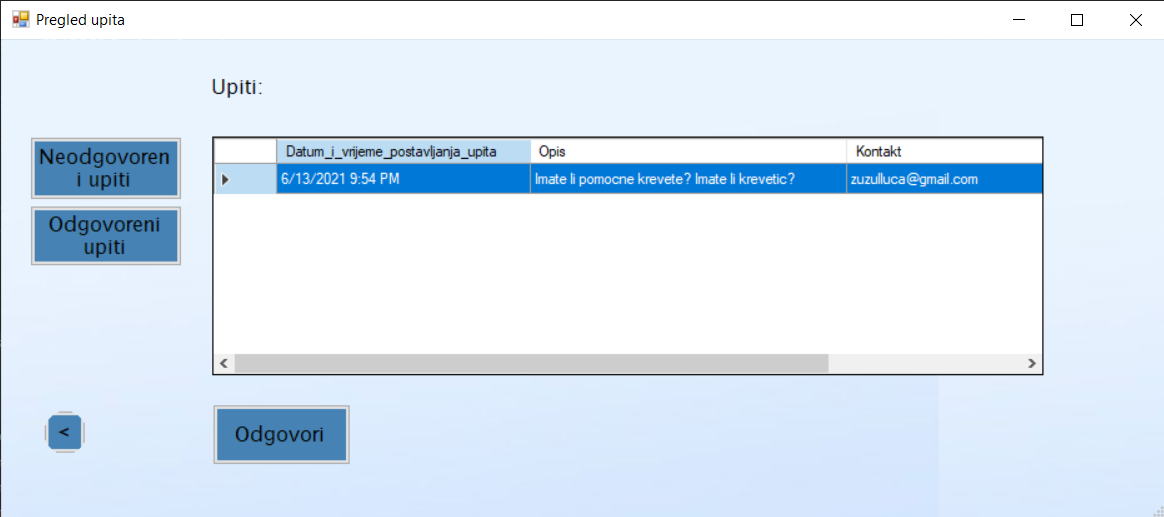 Pregled upita
Upiti:
Neodgovoren
i upiti
Odgovoreni
upiti
Datum_i_vrijeme_postavljanja_upita Opis Kontakt
6/13/2021 9:54 PM Imate li pomocne krevete? Imate li krevetic? zuzulluca@gmail.com
< Odgovori